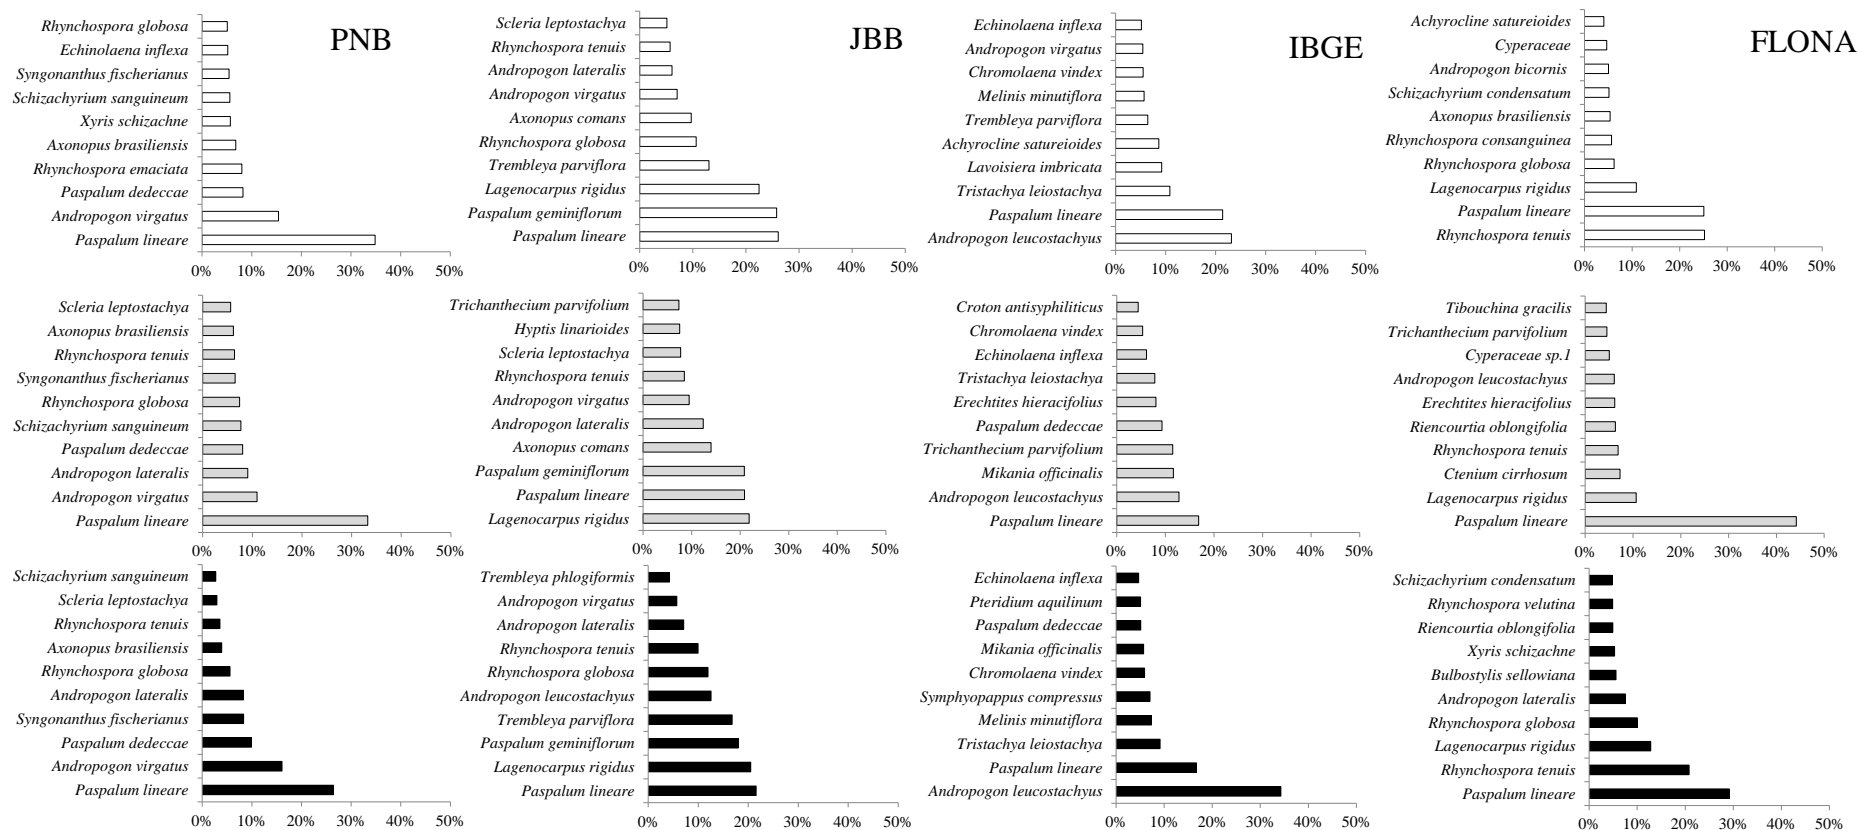 PNB
Rhynchospora globosa
Echinolaena inflexa
Syngonanthus fischerianus
Schizachyrium sanguineum
Xyris schizachne
Axonopus brasiliensis
Rhynchospora emaciata
Paspalum dedeccae
Andropogon virgatus
Paspalum lineare
0% 10% 20% 30% 40% 50%
JBB
Scleria leptostachya
Rhynchospora tenuis
Andropogon lateralis
Andropogon virgatus
Axonopus comans
Rhynchospora globosa
Trembleya parviflora
Lagenocarpus rigidus
Paspalum geminiflorum
Paspalum lineare
0% 10% 20% 30% 40% 50%
IBGE
Echinolaena inflexa
Andropogon virgatus
Chromolaena vindex
Melinis minutiflora
Trembleya parviflora
Achyrocline satureioides
Lavoisiera imbricata
Tristachya leiostachya
Paspalum lineare
Andropogon leucostachyus
0% 10% 20% 30% 40% 50%
FLONA
Achyrocline satureioides
Cyperaceae
Andropogon bicornis
Schizachyrium condensatum
Axonopus brasiliensis
Rhynchospora consanguinea
Rhynchospora globosa
Lagenocarpus rigidus
Paspalum lineare
Rhynchospora tenuis
0% 10% 20% 30% 40% 50%
Scleria leptostachya
Axonopus brasiliensis
Rhynchospora tenuis
Syngonanthus fischerianus
Rhynchospora globosa
Schizachyrium sanguineum
Paspalum dedeccae
Andropogon lateralis
Andropogon virgatus
Paspalum lineare
0% 10% 20% 30% 40% 50%
Trichanthecium parvifolium
Hyptis linarioides
Scleria leptostachya
Rhynchospora tenuis
Andropogon virgatus
Andropogon lateralis
Axonopus comans
Paspalum geminiflorum
Paspalum lineare
Lagenocarpus rigidus
0% 10% 20% 30% 40% 50%
Croton antisyphiliticus
Chromolaena vindex
Echinolaena inflexa
Tristachya leiostachya
Erechtites hieracifolius
Paspalum dedeccae
Trichanthecium parvifolium
Mikania officinalis
Andropogon leucostachyus
Paspalum lineare
0% 10% 20% 30% 40% 50%
Tibouchina gracilis
Trichanthecium parvifolium
Cyperaceae sp.1
Andropogon leucostachyus
Erechtites hieracifolius
Riencourtia oblongifolia
Rhynchospora tenuis
Ctenium cirrhosum
Lagenocarpus rigidus
Paspalum lineare
0% 10% 20% 30% 40% 50%
Schizachyrium sanguineum
Scleria leptostachya
Rhynchospora tenuis
Axonopus brasiliensis
Rhynchospora globosa
Andropogon lateralis
Syngonanthus fischerianus
Paspalum dedeccae
Andropogon virgatus
Paspalum lineare
0% 10% 20% 30% 40% 50%
Trembleya phlogiformis
Andropogon virgatus
Andropogon lateralis
Rhynchospora tenuis
Rhynchospora globosa
Andropogon leucostachyus
Trembleya parviflora
Paspalum geminiflorum
Lagenocarpus rigidus
Paspalum lineare
0% 10% 20% 30% 40% 50%
Echinolaena inflexa
Pteridium aquilinum
Paspalum dedeccae
Mikania officinalis
Chromolaena vindex
Symphyopappus compressus
Melinis minutiflora
Tristachya leiostachya
Paspalum lineare
Andropogon leucostachyus
0% 10% 20% 30% 40% 50%
Schizachyrium condensatum
Rhynchospora velutina
Riencourtia oblongifolia
Xyris schizachne
Bulbostylis sellowiana
Andropogon lateralis
Rhynchospora globosa
Lagenocarpus rigidus
Rhynchospora tenuis
Paspalum lineare
0% 10% 20% 30% 40% 50%